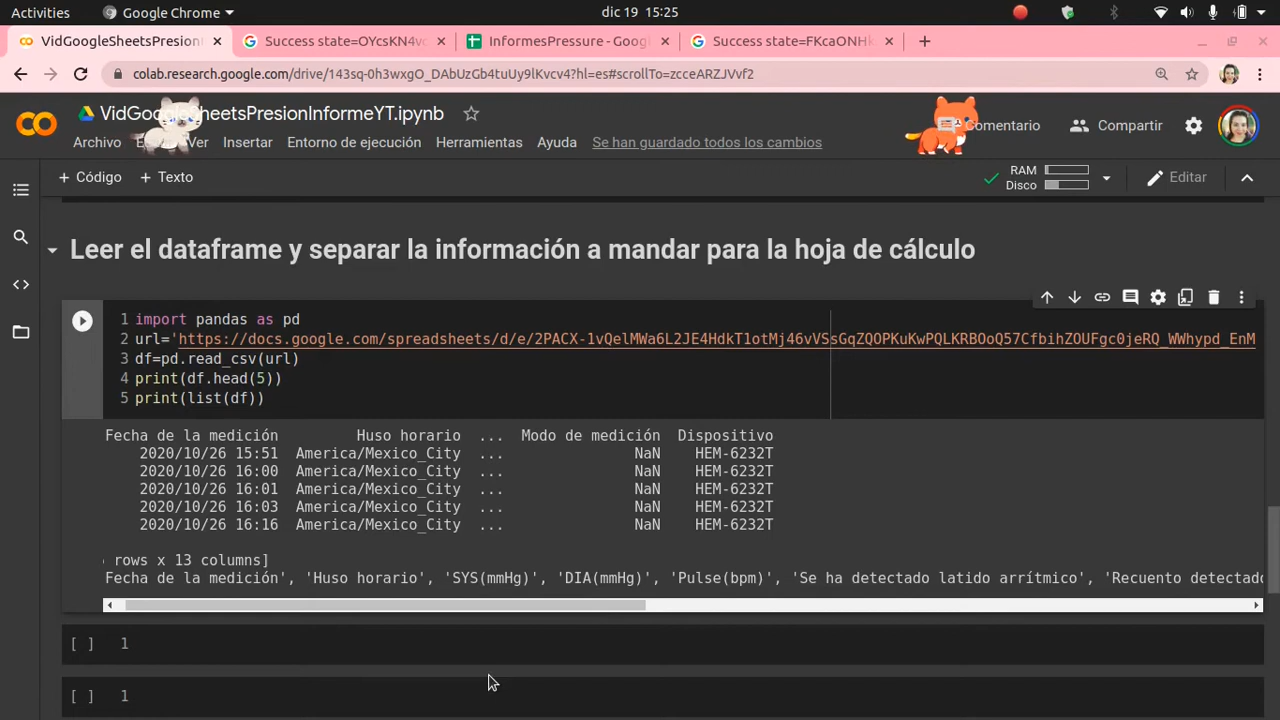 Activities Google Chrome dic 19 15:25
VidGoogleSheetsPresionI Success state=OYcsKN4v InformesPressure - Goog Success state=FKcaONH
colab.research.google.com/drive/143sq-0h3wxgO_DAbUzGb4tuUy9lKvcv4?hl=es#scrollTo=zcceARZJVvf2
VidGoogleSheetsPresionInformeYT.ipynb
Comentario Compartir
Archivo Ver Insertar Entorno de ejecución Herramientas Ayuda Se han guardado todos los cambios
+ Código + Texto RAM Disco Editar
Leer el dataframe y separar la información a mandar para la hoja de cálculo
1 import pandas as pd
2 url='https://docs.google.com/spreadsheets/d/e/2PACX-1vQelMWa6L2JE4HdkT1otMj46vVSsGqZQOPKuKwPQLKRBOoQ57CfbihZOUFgc0jeRQ_WWhypd_EnM
3 df=pd.read_csv(url)
4 print(df.head(5))
5 print(list(df))
Fecha de la medición Huso horario ... Modo de medición Dispositivo
2020/10/26 15:51 America/Mexico_City ... NaN HEM-6232T
2020/10/26 16:00 America/Mexico_City ... NaN HEM-6232T
2020/10/26 16:01 America/Mexico_City ... NaN HEM-6232T
2020/10/26 16:03 America/Mexico_City ... NaN HEM-6232T
2020/10/26 16:16 America/Mexico_City ... NaN HEM-6232T
rows x 13 columns]
Fecha de la medición', 'Huso horario', 'SYS(mmHg)', 'DIA(mmHg)', 'Pulse(bpm)', 'Se ha detectado latido arrítmico', 'Recuento detectado
[ ] 1
[ ] 1